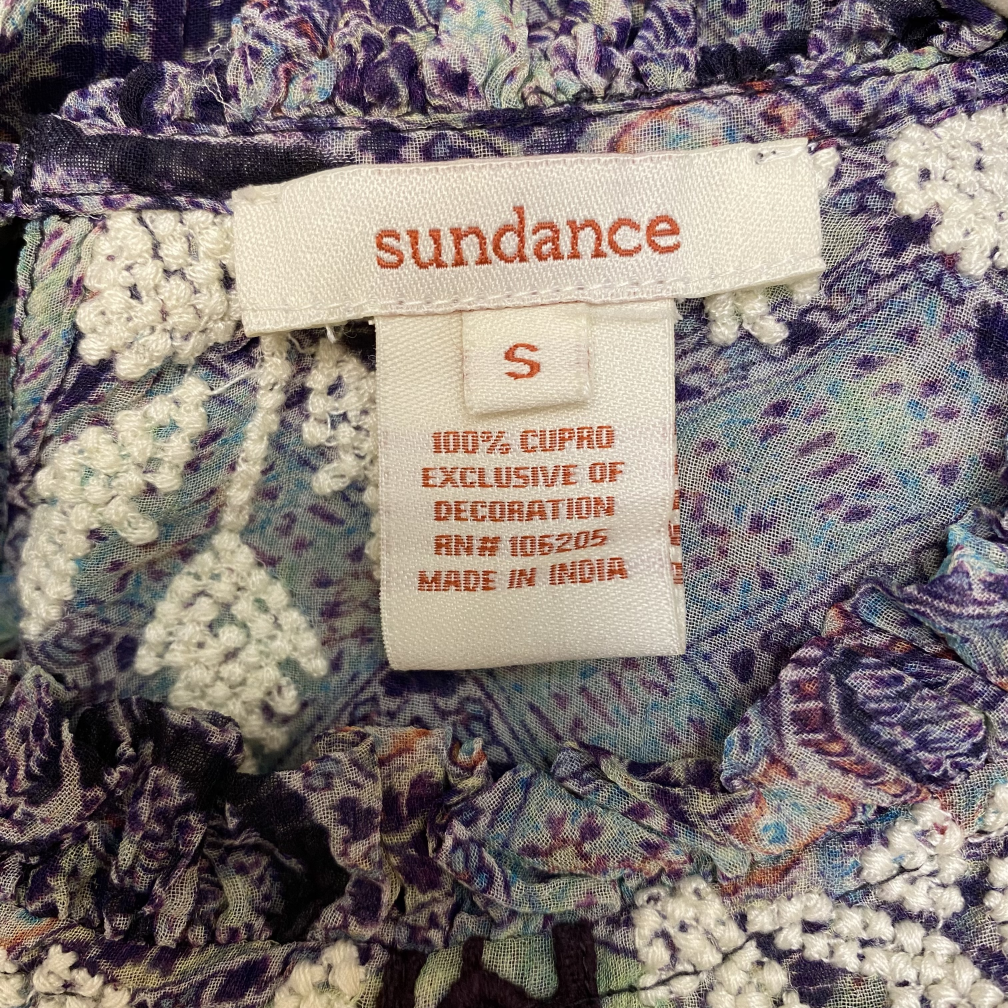 sundance
S
100% CUPRO
EXCLUSIVE OF
DECORATION
RN# 106205
MADE IN INDIA